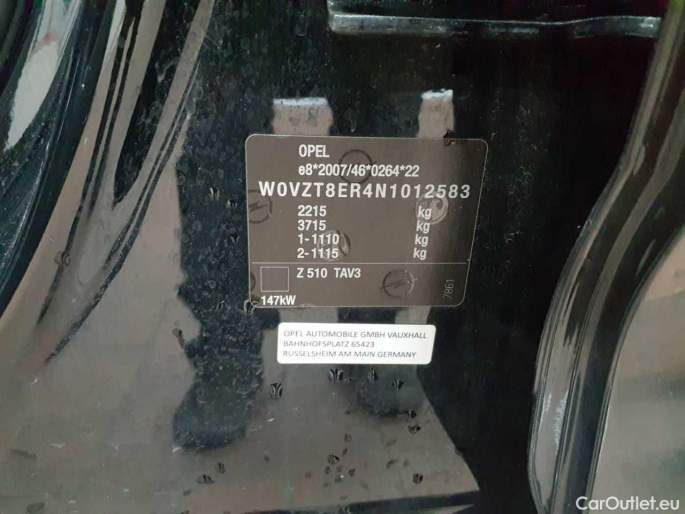 OPEL
e8*2007/46*0264*22
W0VZT8ER4N1012583
2215 kg
3715 kg
1-1110 kg
2-1115 kg
Z 510 TAV3
147kW
7861
OPEL AUTOMOBILE GMBH VAUXHALL
BAHNHOFSPLATZ 65423
RUSSELSHEIM AM MAIN GERMANY
CarOutlet.eu